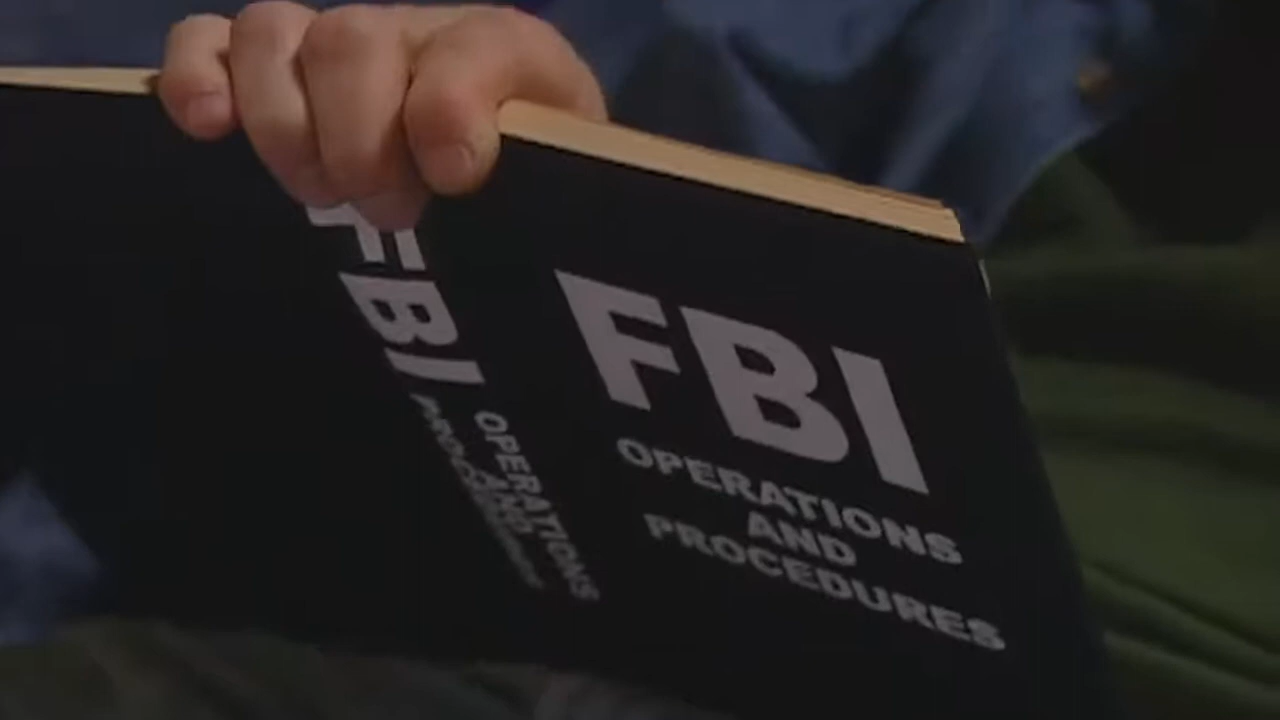 FBI
OPERATIONS
AND
FBI
OPERATIONS
AND
PROCEDURES